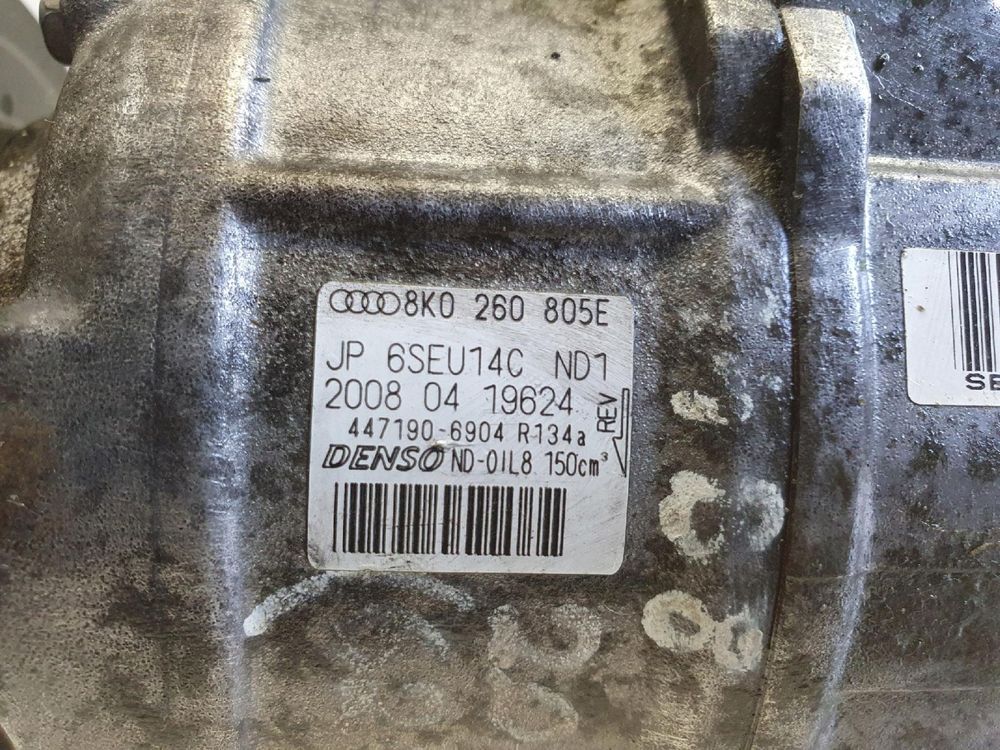 8K0 260 805E
JP 6SEU14C ND1
2008 04 19624
REV
447190-6904 R134a
DENSO ND-OIL8 150cm³